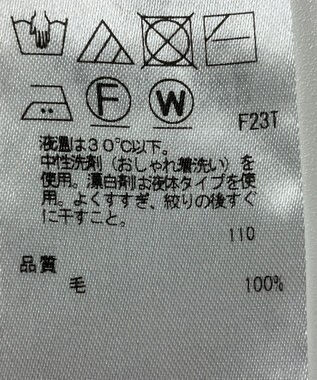 F W
F23T
液温は30℃以下。
中性洗剤（おしゃれ着洗い）を
使用。漂白剤は液体タイプを使
用。よくすすぎ、絞りの後すぐ
に干すこと。
110
品質
毛 100%